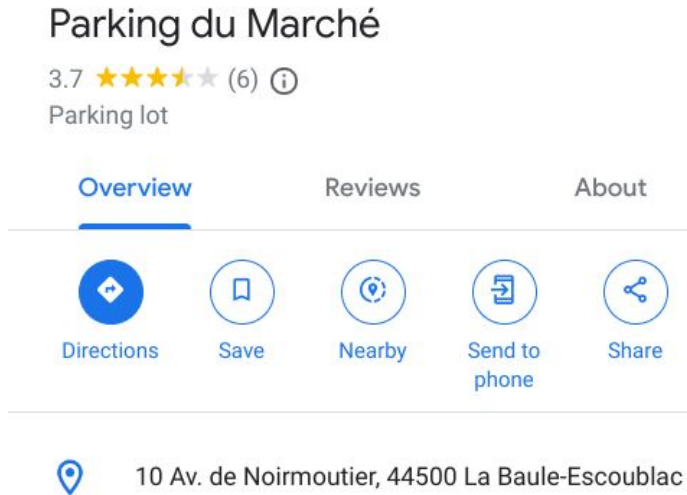 Parking du Marché
3.7 (6)
Parking lot
Overview Reviews About
Directions Save Nearby Send to phone Share
10 Av. de Noirmoutier, 44500 La Baule-Escoublac